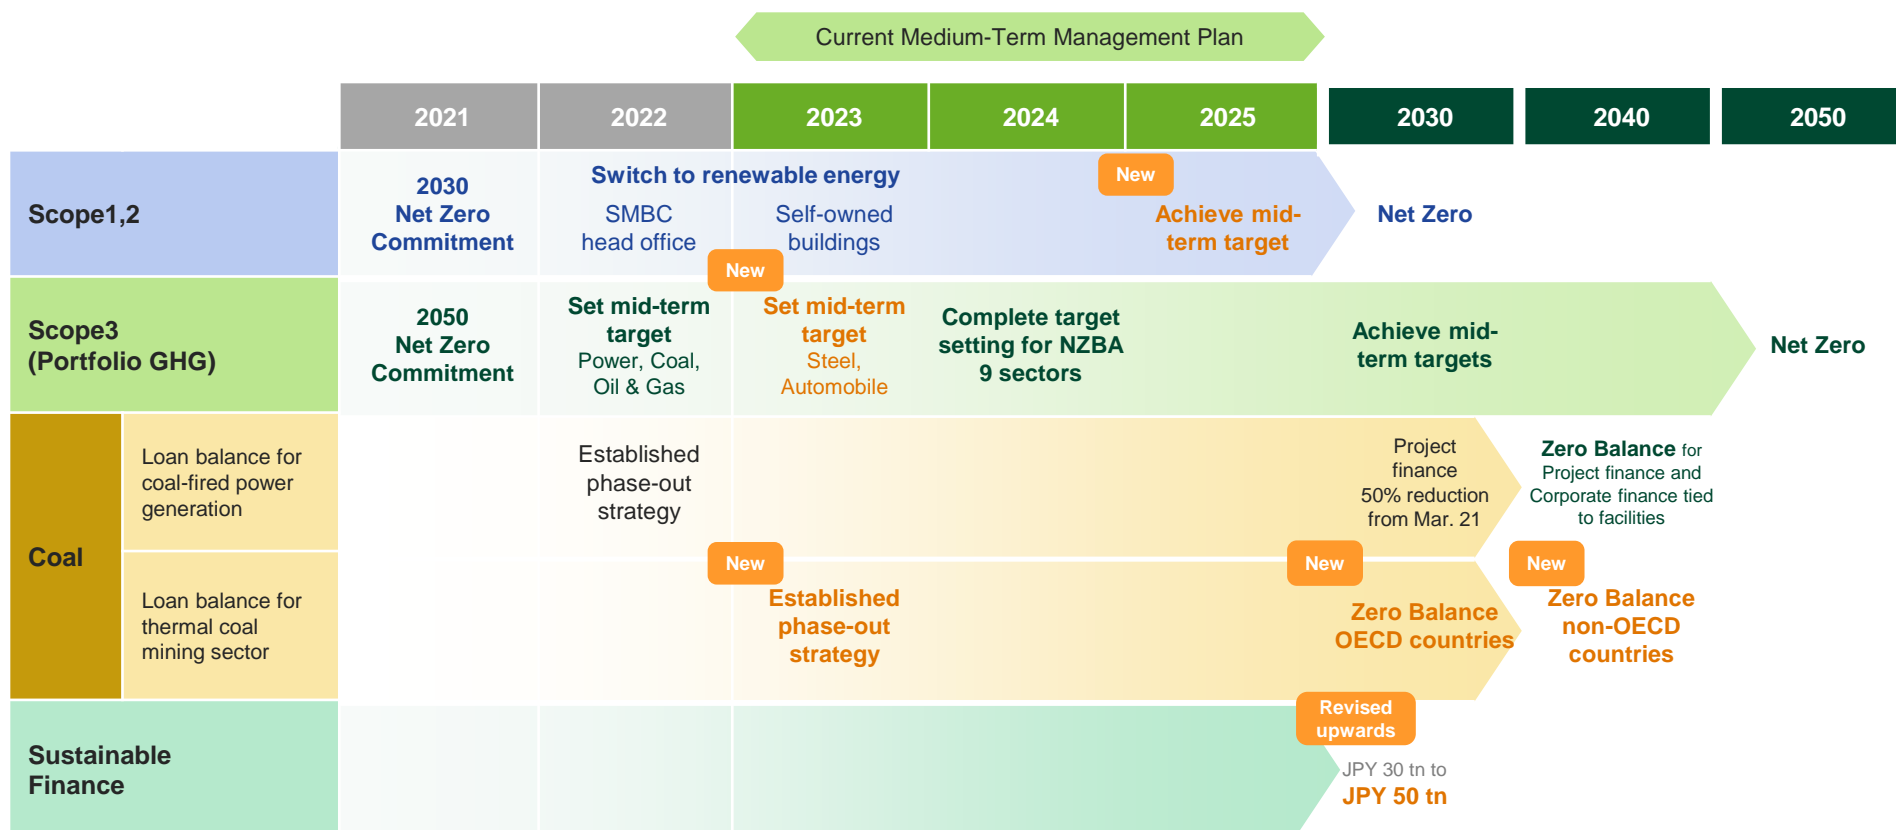 Current Medium-Term Management Plan
2021
2022
2023
2024
2025
2030
2040
2050
Scope1,2
2030
Net Zero
Commitment
Switch to renewable energy
SMBC
head office
Self-owned
buildings
New
Achieve mid-
term target
Net Zero
Scope3
(Portfolio GHG)
2050
Net Zero
Commitment
Set mid-term
target
Power, Coal,
Oil & Gas
New
Set mid-term
target
Steel,
Automobile
Complete target
setting for NZBA
9 sectors
Achieve mid-
term targets
Net Zero
Coal
Loan balance for
coal-fired power
generation
Established
phase-out
strategy
Project
finance
50% reduction
from Mar. 21
Zero Balance for
Project finance and
Corporate finance tied
to facilities
Loan balance for
thermal coal
mining sector
New
Established
phase-out
strategy
New
Zero Balance
OECD countries
New
Zero Balance
non-OECD
countries
Sustainable
Finance
Revised
upwards
JPY 30 tn to
JPY 50 tn